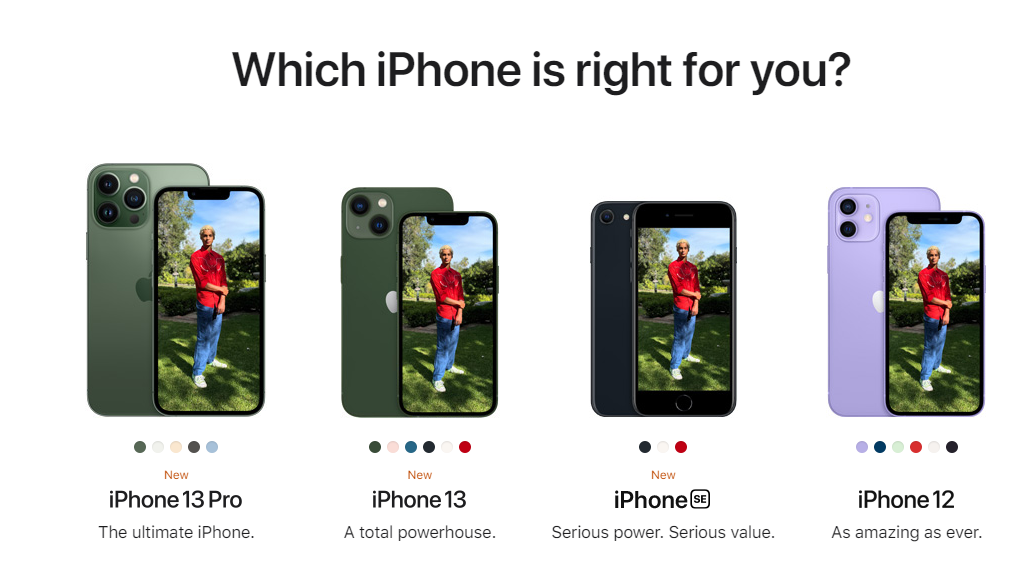 Which iPhone is right for you?
New
iPhone 13 Pro
The ultimate iPhone.
New
iPhone 13
A total powerhouse.
New
iPhone SE
Serious power. Serious value.
iPhone 12
As amazing as ever.